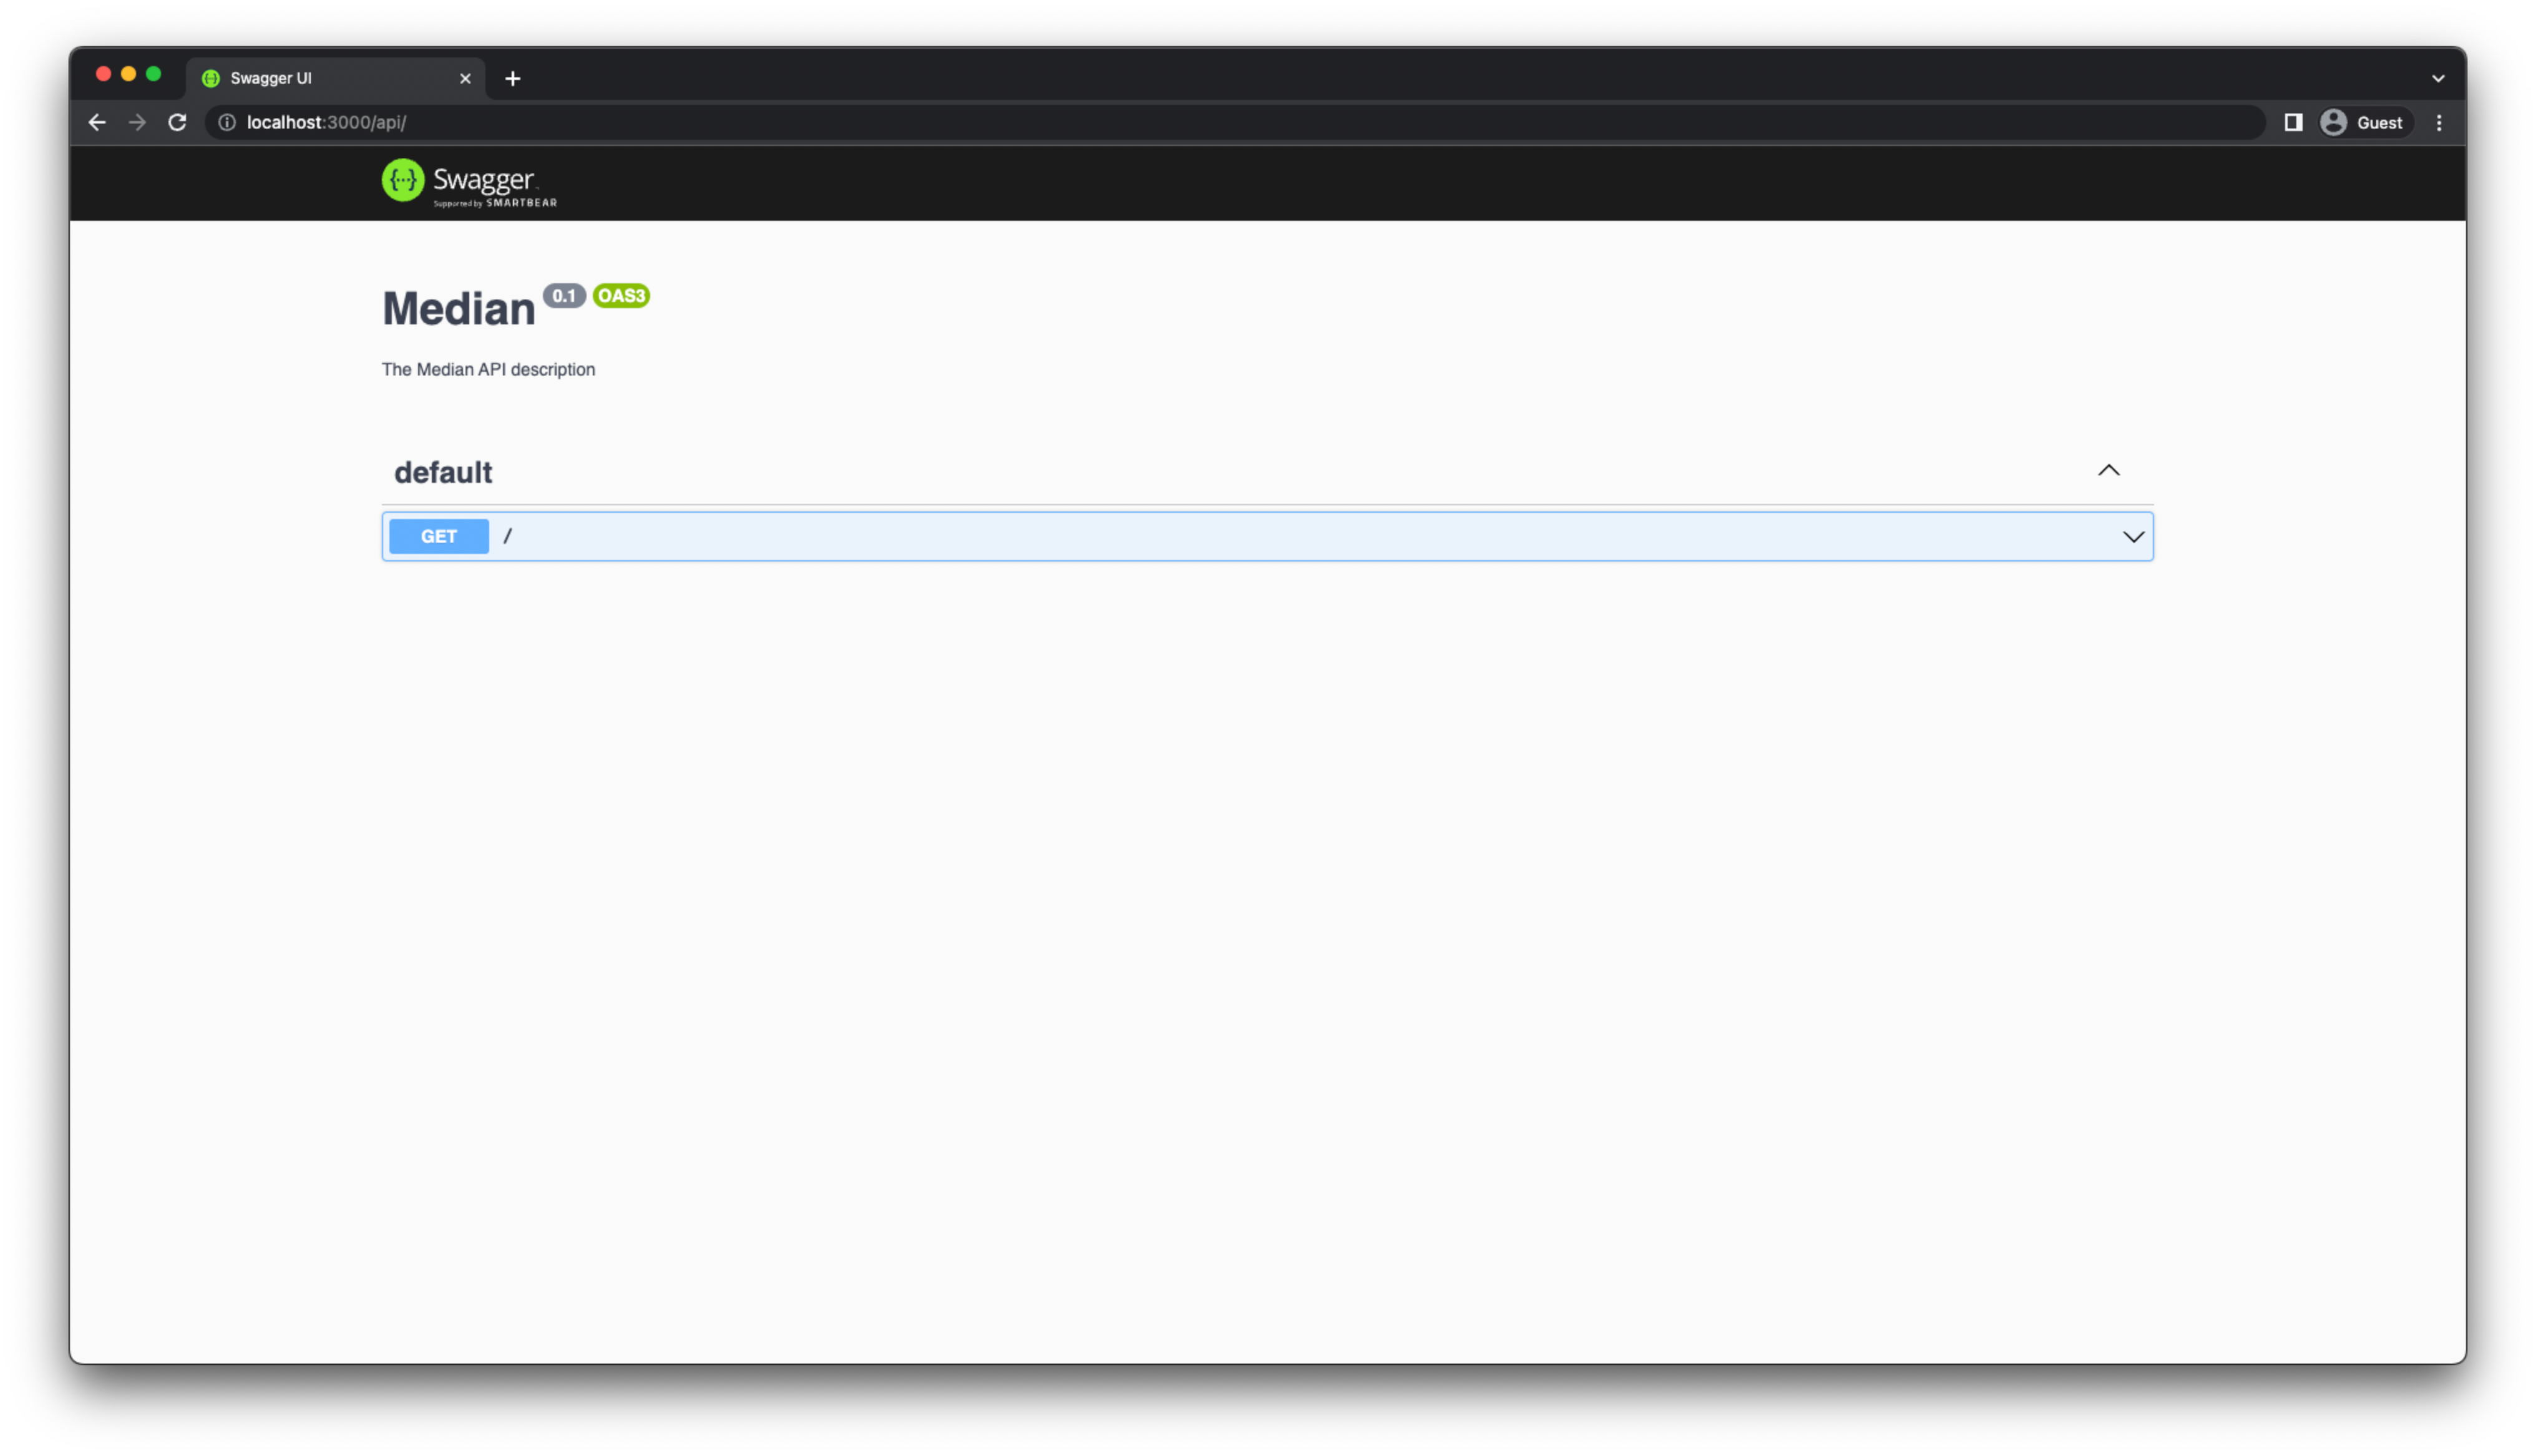 Swagger UI
localhost:3000/api/
Guest
Swagger
Supported by SMARTBEAR
Median 0.1 OAS3
The Median API description
default
GET /